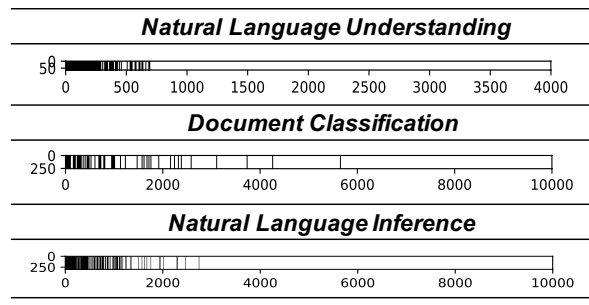 Natural Language Understanding
0
50
0 500 1000 1500 2000 2500 3000 3500 4000
Document Classification
0
250
0 2000 4000 6000 8000 10000
Natural Language Inference
0
250
0 2000 4000 6000 8000 10000